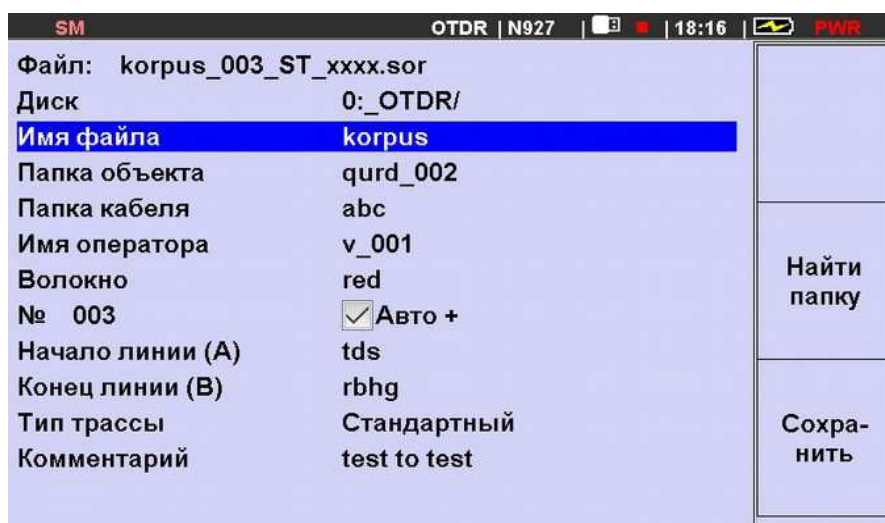 SM OTDR | N927 | | 18:16 | PWR
Файл: korpus_003_ST_xxxx.sor
Диск 0:_OTDR/
Имя файла korpus
Папка объекта qurd_002
Папка кабеля abc
Имя оператора v_001
Волокно red
№ 003 Авто +
Начало линии (А) tds
Конец линии (В) rbhg
Тип трассы Стандартный
Комментарий test to test
Найти
папку
Сохра-
нить